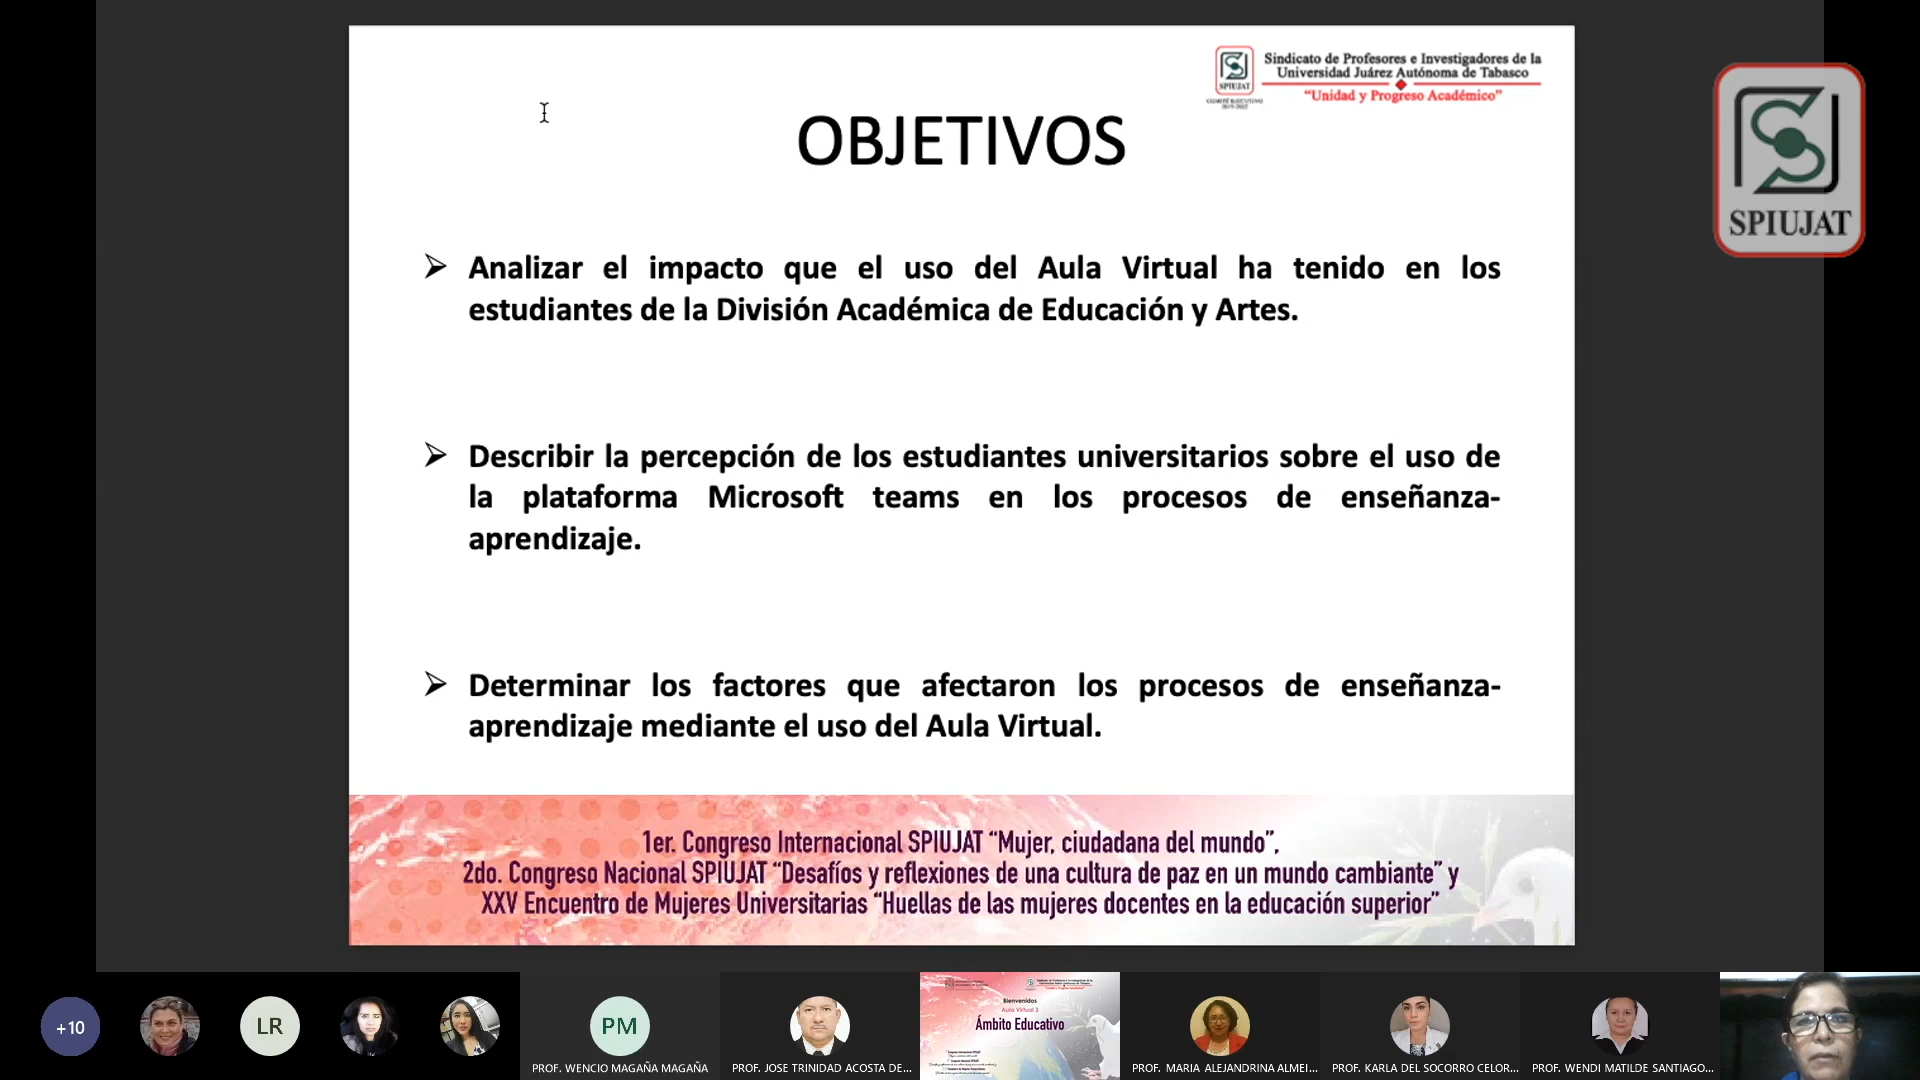 Sindicato de Profesores e Investigadores de la
Universidad Juárez Autónoma de Tabasco
“Unidad y Progreso Académico”
SPIUJAT
COMITÉ EJECUTIVO
OBJETIVOS
SPIUJAT
Analizar el impacto que el uso del Aula Virtual ha tenido en los
estudiantes de la División Académica de Educación y Artes.
Describir la percepción de los estudiantes universitarios sobre el uso de
la plataforma Microsoft teams en los procesos de enseñanza-
aprendizaje.
Determinar los factores que afectaron los procesos de enseñanza-
aprendizaje mediante el uso del Aula Virtual.
1er. Congreso Internacional SPIUJAT “Mujer, ciudadana del mundo”,
2do. Congreso Nacional SPIUJAT “Desafíos y reflexiones de una cultura de paz en un mundo cambiante” y
XXV Encuentro de Mujeres Universitarias “Huellas de las mujeres docentes en la educación superior”
+10
LR
PM
PROF. WENCIO MAGAÑA MAGAÑA
PROF. JOSE TRINIDAD ACOSTA DE...
Bienvenidos
Aula Virtual 3
Ámbito Educativo
PROF. MARIA ALEJANDRINA ALMEI...
PROF. KARLA DEL SOCORRO CELOR...
PROF. WENDI MATILDE SANTIAGO...